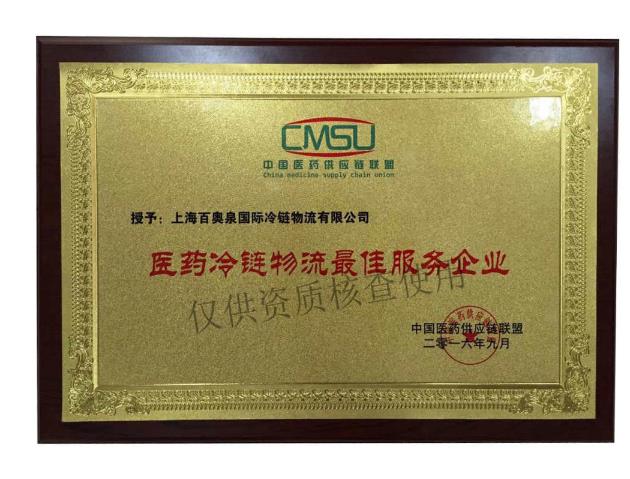 CMSU
中国医药供应链联盟
China medicine supply chain union
授予：上海百奥泉国际冷链物流有限公司
医药冷链物流最佳服务企业
仅供资质核查使用
中国医药供应链联盟
二零一六年九月